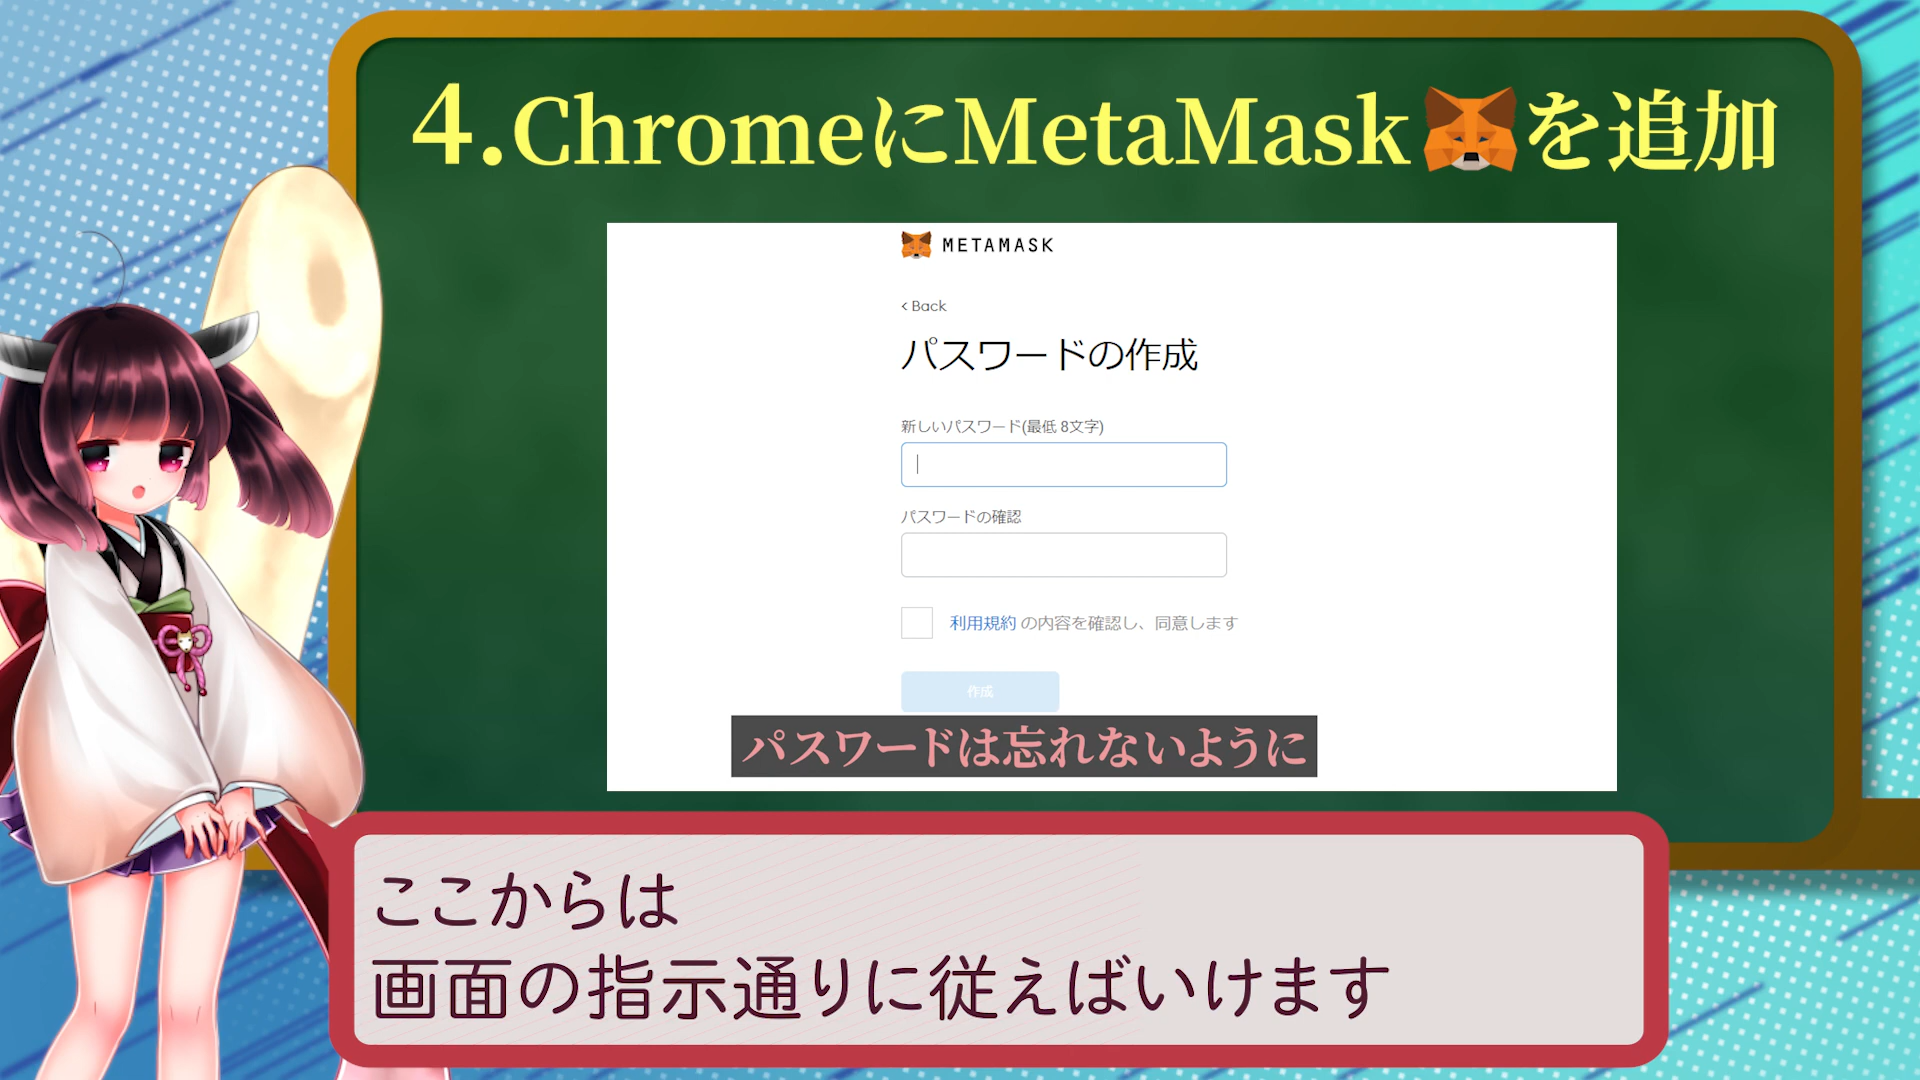 4.ChromeにMetaMask🦊を追加
METAMASK
< Back
パスワードの作成
新しいパスワード(最低 8文字)
パスワードの確認
利用規約 の内容を確認し、同意します
作成
パスワードは忘れないように
ここからは
画面の指示通りに従えばいけます